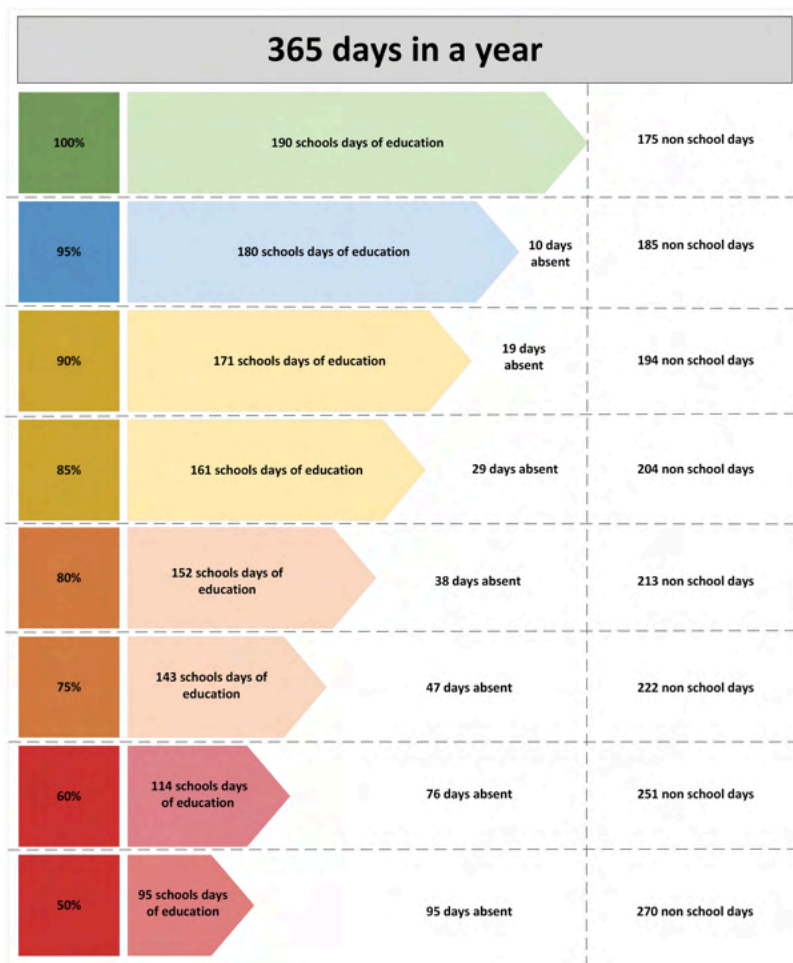 365 days in a year
100%
190 schools days of education
175 non school days
95%
180 schools days of education
10 days
absent
185 non school days
90%
171 schools days of education
19 days
absent
194 non school days
85%
161 schools days of education
29 days absent
204 non school days
80%
152 schools days of
education
38 days absent
213 non school days
75%
143 schools days of
education
47 days absent
222 non school days
60%
114 schools days
of education
76 days absent
251 non school days
50%
95 schools days
of education
95 days absent
270 non school days